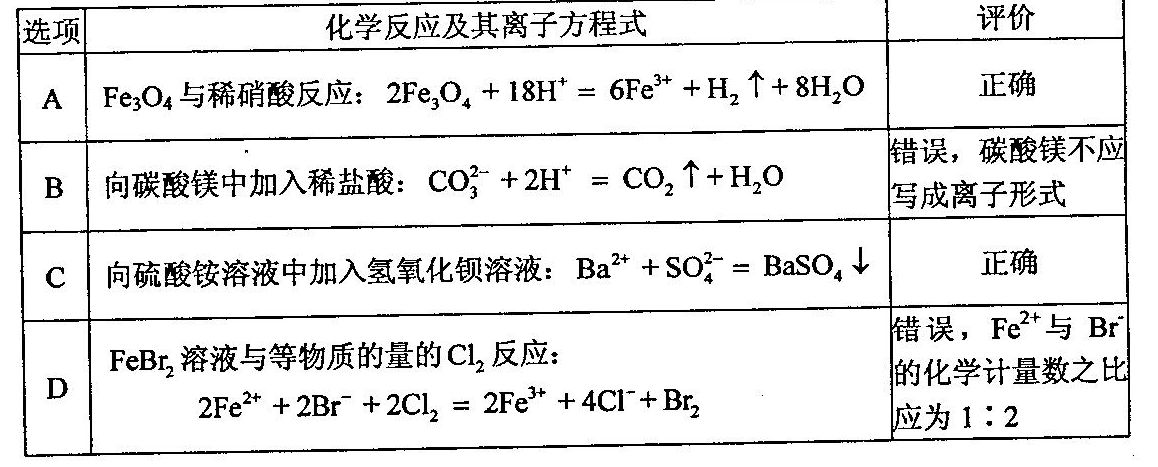 选项 化学反应及其离子方程式 评价
A Fe₃O₄与稀硝酸反应：2Fe₃O₄ + 18H⁺ = 6Fe³⁺ + H₂↑ + 8H₂O 正确
B 向碳酸镁中加入稀盐酸：CO₃²⁻ + 2H⁺ = CO₂↑ + H₂O 错误，碳酸镁不应
写成离子形式
C 向硫酸铵溶液中加入氢氧化钡溶液：Ba²⁺ + SO₄²⁻ = BaSO₄↓ 正确
D FeBr₂溶液与等物质的量的Cl₂反应：
2Fe²⁺ + 2Br⁻ + 2Cl₂ = 2Fe³⁺ + 4Cl⁻ + Br₂
错误，Fe²⁺与 Br⁻
的化学计量数之比
应为 1∶2